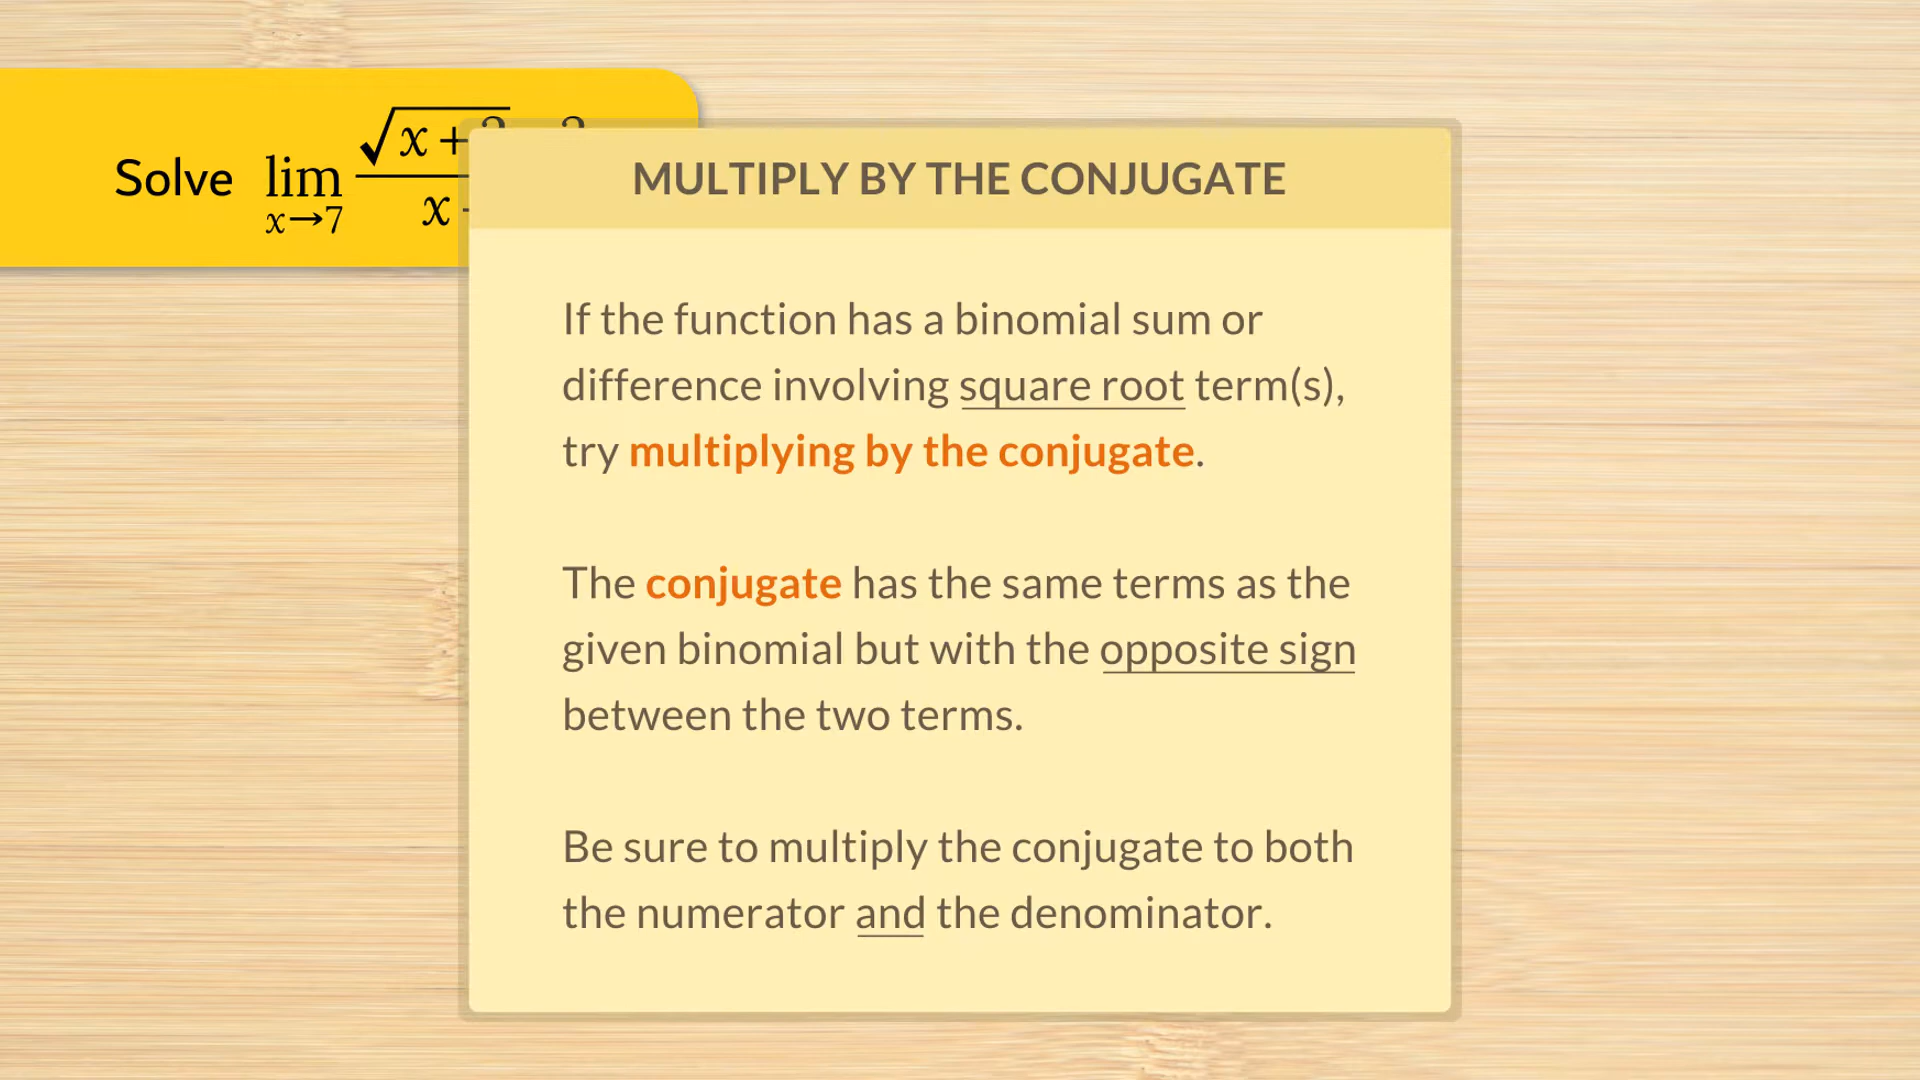 Solve lim x→7 √x +
x -
MULTIPLY BY THE CONJUGATE
If the function has a binomial sum or
difference involving square root term(s),
try multiplying by the conjugate.
The conjugate has the same terms as the
given binomial but with the opposite sign
between the two terms.
Be sure to multiply the conjugate to both
the numerator and the denominator.